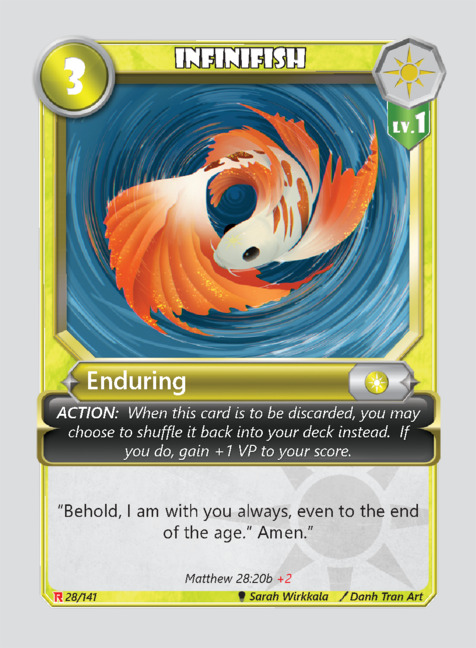 INFINIFISH
3
LV.1
Enduring
ACTION: When this card is to be discarded, you may
choose to shuffle it back into your deck instead. If
you do, gain +1 VP to your score.
"Behold, I am with you always, even to the end
of the age." Amen."
Matthew 28:20b +2
R 28/141
Sarah Wirkkala
Danh Tran Art